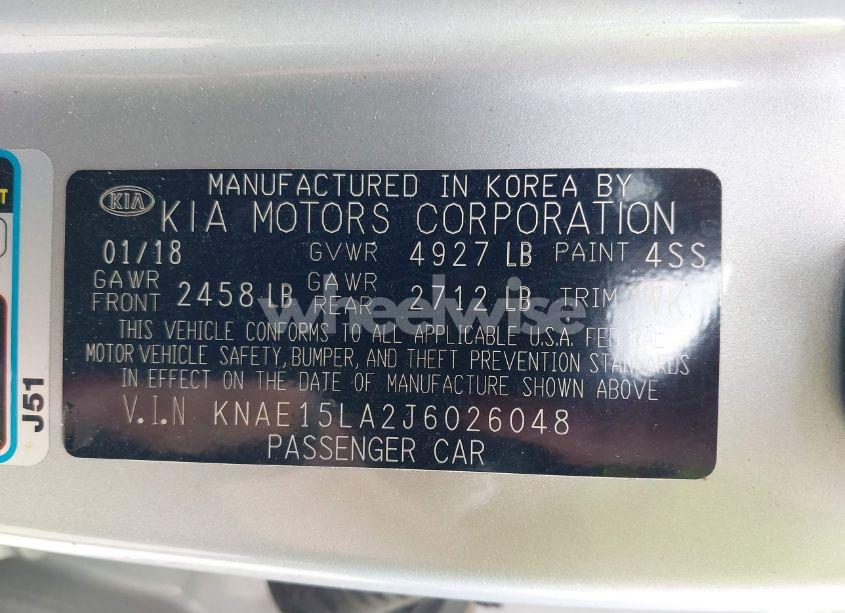 MANUFACTURED IN KOREA BY
KIA KIA MOTORS CORPORATION
01/18 GVWR 4927 LB PAINT 4SS
GAWR FRONT 2458 LB GAWR REAR 2712 LB TRIM WK
THIS VEHICLE CONFORMS TO ALL APPLICABLE U.S.A. FEDERAL
MOTOR VEHICLE SAFETY, BUMPER, AND THEFT PREVENTION STANDARDS
IN EFFECT ON THE DATE OF MANUFACTURE SHOWN ABOVE
V.I.N KNAE15LA2J6026048
PASSENGER CAR
J51
wheelwise